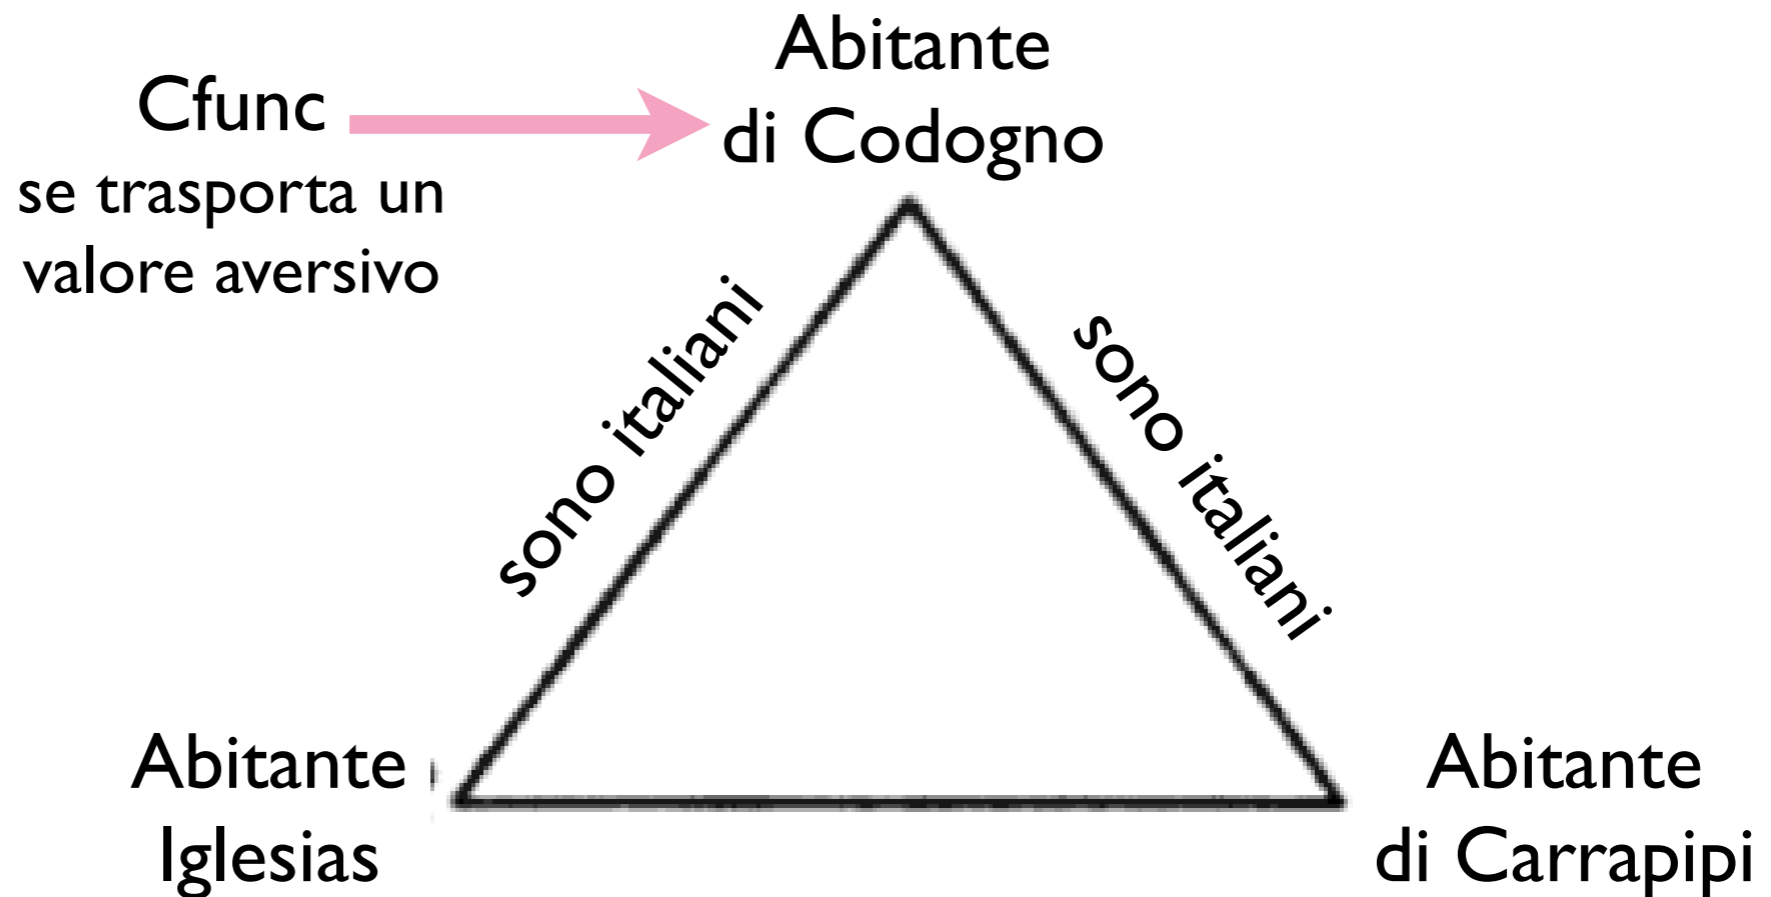 Abitante
di Codogno
Cfunc
se trasporta un
valore aversivo
sono italiani
sono italiani
Abitante
Iglesias
Abitante
di Carrapipi